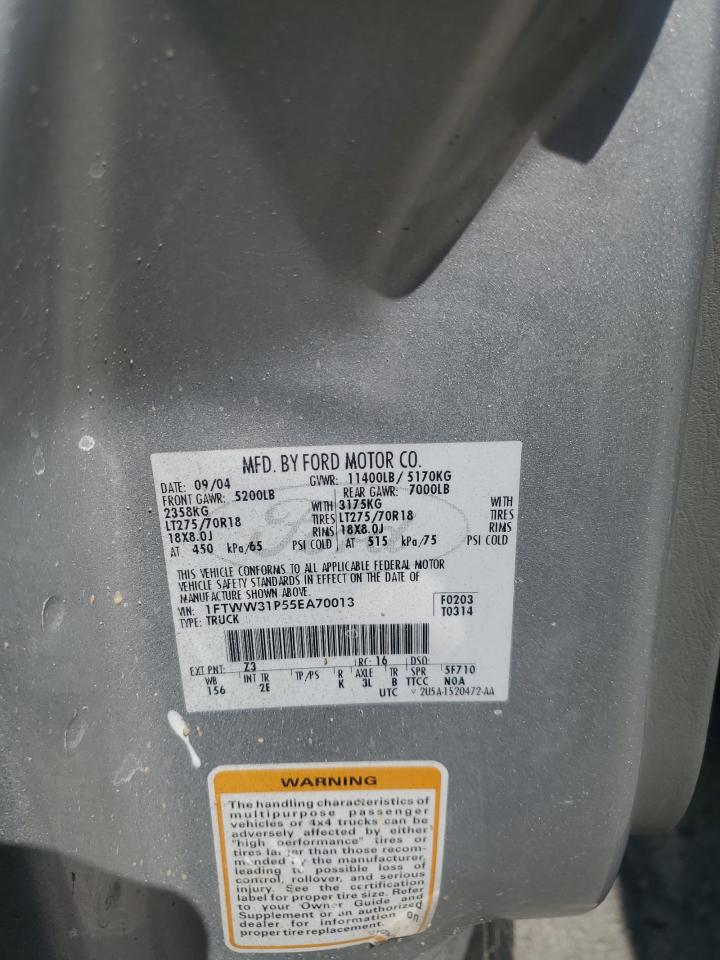 MFD. BY FORD MOTOR CO.
DATE: 09/04 GVWR: 11400LB/ 5170KG
FRONT GAWR: 5200LB REAR GAWR: 7000LB
2358KG WITH 3175KG WITH
LT275/70R18 TIRES LT275/70R18 TIRES
18X8.0J RIMS 18X8.0J RIMS
AT 450 kPa/65 PSI COLD AT 515 kPa/75 PSI COLD
THIS VEHICLE CONFORMS TO ALL APPLICABLE FEDERAL MOTOR
VEHICLE SAFETY STANDARDS IN EFFECT ON THE DATE OF
MANUFACTURE SHOWN ABOVE.
VIN: 1FTWW31P55EA70013 F0203
TYPE: TRUCK T0314
EXT PNT: Z3 RC: 16 DSO:
WB INT TR TP/PS R AXLE TR SPR 5F710
156 2E K 3L B TTCC N0A
UTC 2U5A-1520472-AA
Ford
WARNING
The handling characteristics of
multipurpose passenger
vehicles or 4x4 trucks can be
adversely affected by either
"high performance" tires or
tires larger than those recom-
mended by the manufacturer,
leading to possible loss of
control, rollover, and serious
injury. See the certification
label for proper tire size. Refer
to your Owner Guide and
Supplement or an authorized
dealer for information on
proper tire replacement.